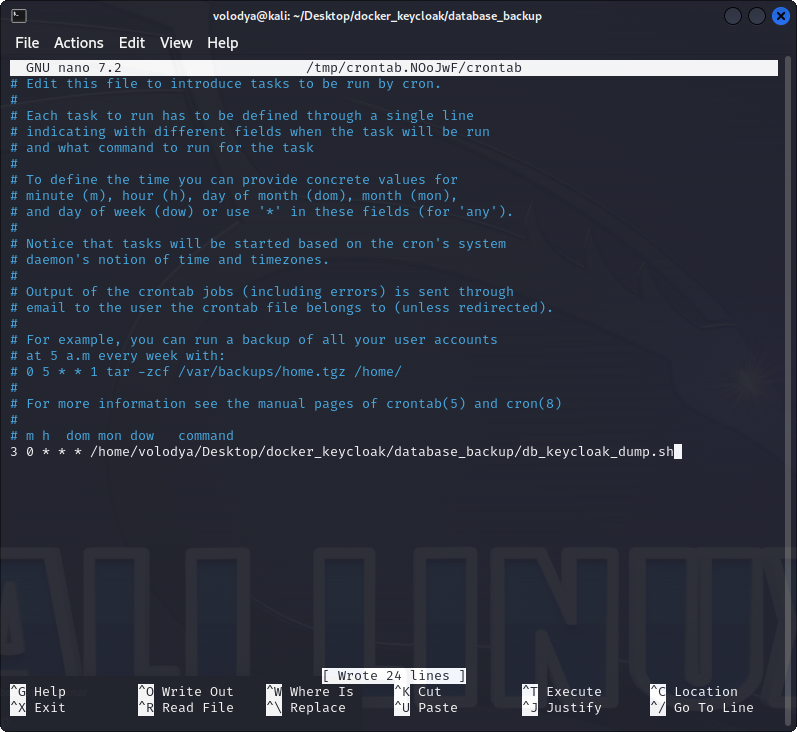 volodya@kali: ~/Desktop/docker_keycloak/database_backup
File Actions Edit View Help
GNU nano 7.2 /tmp/crontab.NOoJwF/crontab
# Edit this file to introduce tasks to be run by cron.
#
# Each task to run has to be defined through a single line
# indicating with different fields when the task will be run
# and what command to run for the task
#
# To define the time you can provide concrete values for
# minute (m), hour (h), day of month (dom), month (mon),
# and day of week (dow) or use '*' in these fields (for 'any').
#
# Notice that tasks will be started based on the cron's system
# daemon's notion of time and timezones.
#
# Output of the crontab jobs (including errors) is sent through
# email to the user the crontab file belongs to (unless redirected).
#
# For example, you can run a backup of all your user accounts
# at 5 a.m every week with:
# 0 5 * * 1 tar -zcf /var/backups/home.tgz /home/
#
# For more information see the manual pages of crontab(5) and cron(8)
#
# m h  dom mon dow   command
3 0 * * * /home/volodya/Desktop/docker_keycloak/database_backup/db_keycloak_dump.sh
KALI LINUX
[ Wrote 24 lines ]
^G Help ^O Write Out ^W Where Is ^K Cut ^T Execute ^C Location
^X Exit ^R Read File ^\ Replace ^U Paste ^J Justify ^/ Go To Line